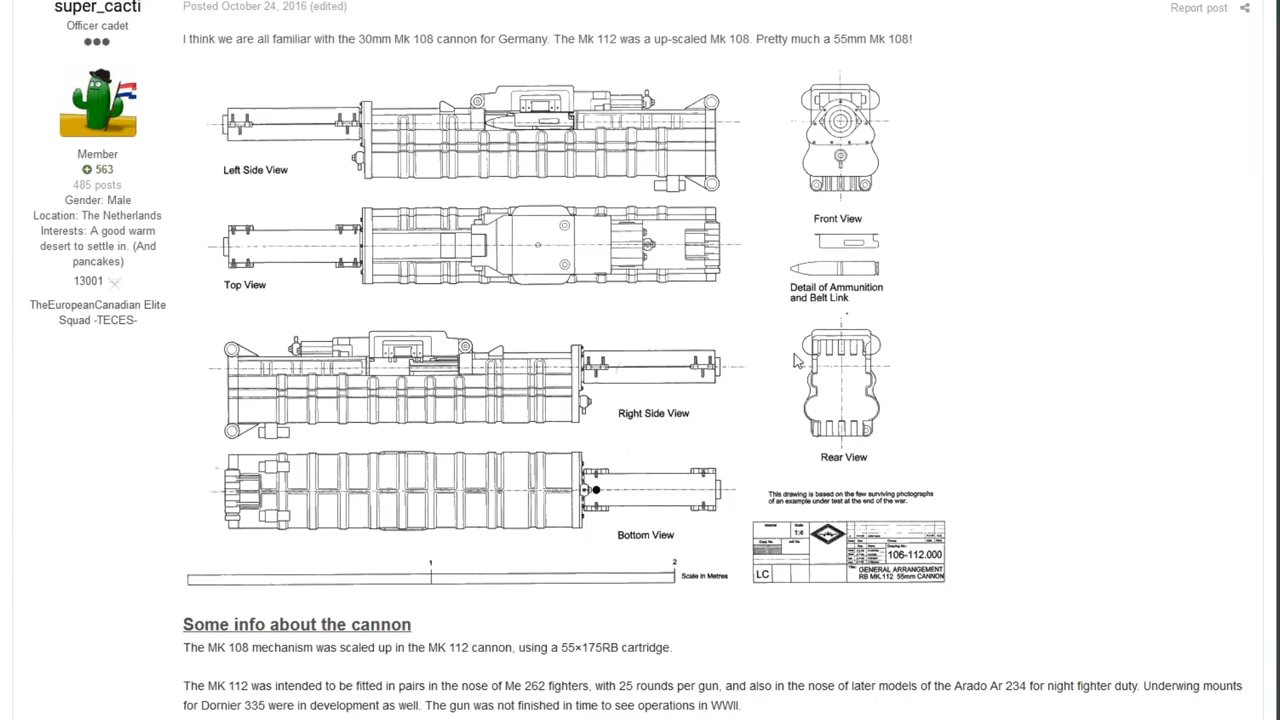 super_cacti
Officer cadet
Member
563
485 posts
Gender: Male
Location: The Netherlands
Interests: A good warm
desert to settle in. (And
pancakes)
13001
TheEuropeanCanadian Elite
Squad -TECES-
Posted October 24, 2016 (edited)
Report post
I think we are all familiar with the 30mm Mk 108 cannon for Germany. The Mk 112 was a up-scaled Mk 108. Pretty much a 55mm Mk 108!
Left Side View
Front View
Top View
Detail of Ammunition
and Belt Link
Right Side View
Rear View
Bottom View
This drawing is based on the few surviving photographs
of an example under test at the end of the war.
1
2
Scale in Metres
Material
Scale
1:4
106-112.000
LC
GENERAL ARRANGEMENT
RB MK.112 55mm CANNON
Some info about the cannon
The MK 108 mechanism was scaled up in the MK 112 cannon, using a 55×175RB cartridge.
The MK 112 was intended to be fitted in pairs in the nose of Me 262 fighters, with 25 rounds per gun, and also in the nose of later models of the Arado Ar 234 for night fighter duty. Underwing mounts
for Dornier 335 were in development as well. The gun was not finished in time to see operations in WWII.